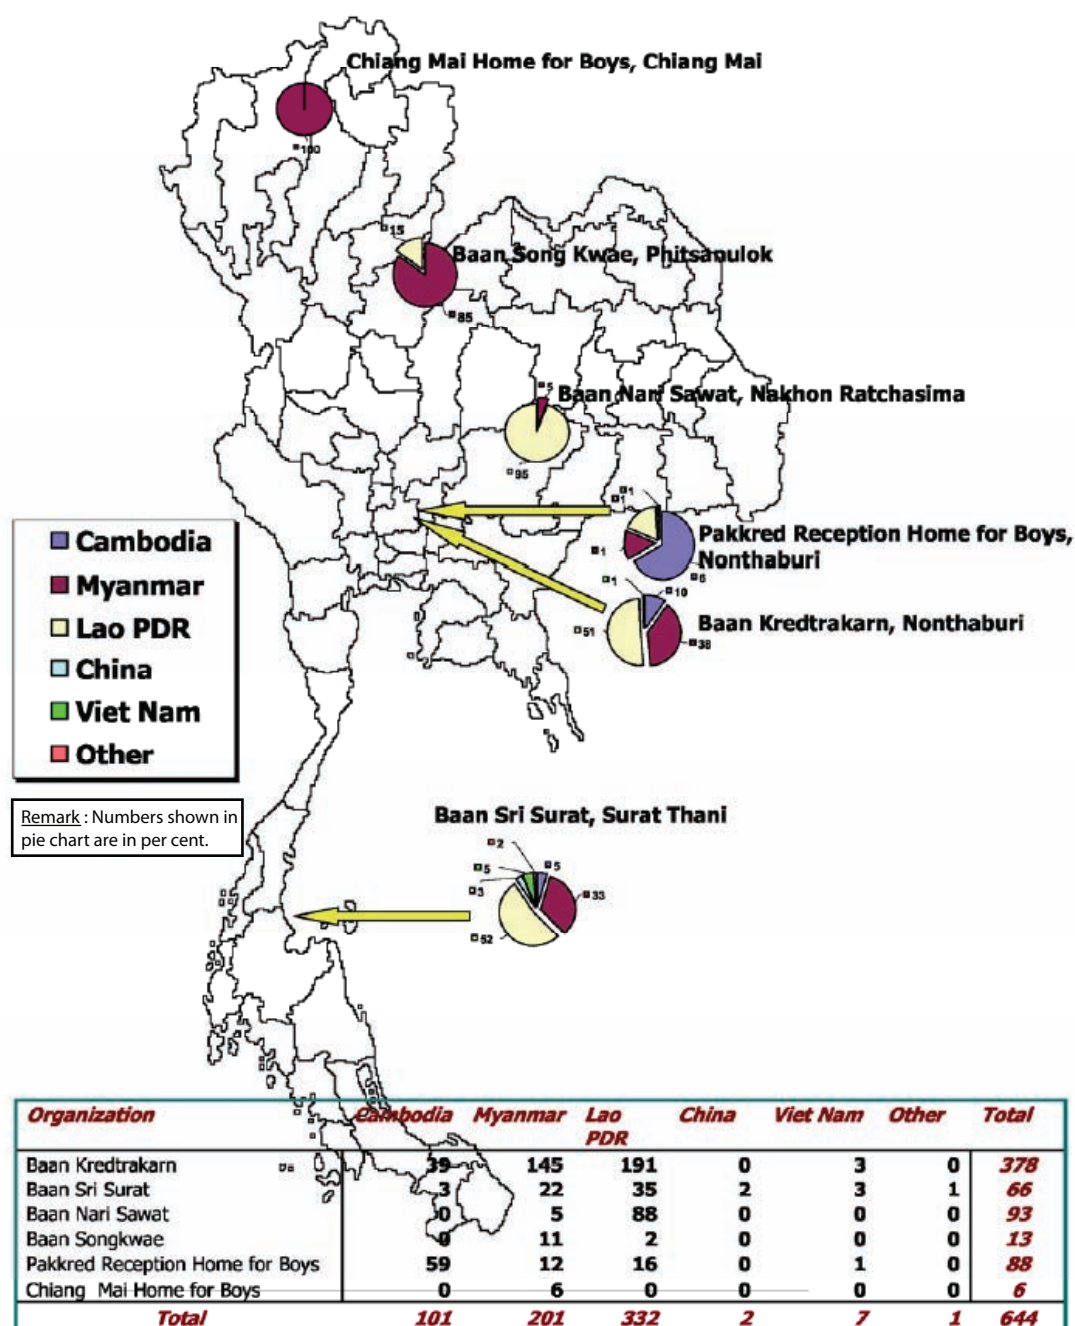 Chiang Mai Home for Boys, Chiang Mai
100
15
Baan Song Kwae, Phitsanulok
85
5
Baan Nari Sawat, Nakhon Ratchasima
95
1
1
Pakkred Reception Home for Boys,
Nonthaburi
1
6
1
10
Baan Kredtrakarn, Nonthaburi
51
38
Cambodia
Myanmar
Lao PDR
China
Viet Nam
Other
Remark : Numbers shown in
pie chart are in per cent.
Baan Sri Surat, Surat Thani
2
5
5
3
33
52
Organization Cambodia Myanmar Lao PDR China Viet Nam Other Total
Baan Kredtrakarn 39 145 191 0 3 0 378
Baan Sri Surat 3 22 35 2 3 1 66
Baan Nari Sawat 0 5 88 0 0 0 93
Baan Songkwae 0 11 2 0 0 0 13
Pakkred Reception Home for Boys 59 12 16 0 1 0 88
Chiang Mai Home for Boys 0 6 0 0 0 0 6
Total 101 201 332 2 7 1 644